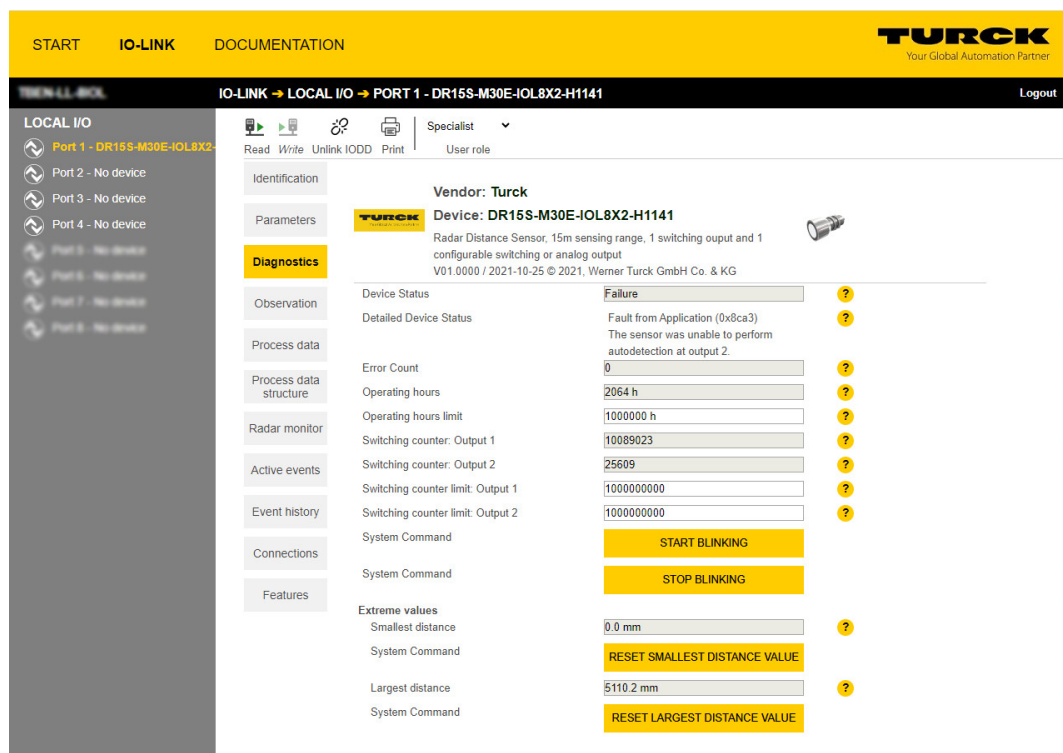 START IO-LINK DOCUMENTATION
TURCK
Your Global Automation Partner
IO-LINK ➔ LOCAL I/O ➔ PORT 1 - DR15S-M30E-IOL8X2-H1141 Logout
LOCAL I/O
Port 1 - DR15S-M30E-IOL8X2-
Port 2 - No device
Port 3 - No device
Port 4 - No device
Read Write Unlink IODD Print
Specialist
User role
Identification
Parameters
Diagnostics
Observation
Process data
Process data
structure
Radar monitor
Active events
Event history
Connections
Features
Vendor: Turck
TURCK
Device: DR15S-M30E-IOL8X2-H1141
Radar Distance Sensor, 15m sensing range, 1 switching ouput and 1
configurable switching or analog output
V01.0000 / 2021-10-25 © 2021, Werner Turck GmbH Co. & KG
Device Status Failure ?
Detailed Device Status Fault from Application (0x8ca3) ?
The sensor was unable to perform
autodetection at output 2.
Error Count 0 ?
Operating hours 2064 h ?
Operating hours limit 1000000 h ?
Switching counter: Output 1 10089023 ?
Switching counter: Output 2 25609 ?
Switching counter limit: Output 1 1000000000 ?
Switching counter limit: Output 2 1000000000 ?
System Command START BLINKING
System Command STOP BLINKING
Extreme values
Smallest distance 0.0 mm ?
System Command RESET SMALLEST DISTANCE VALUE
Largest distance 5110.2 mm ?
System Command RESET LARGEST DISTANCE VALUE